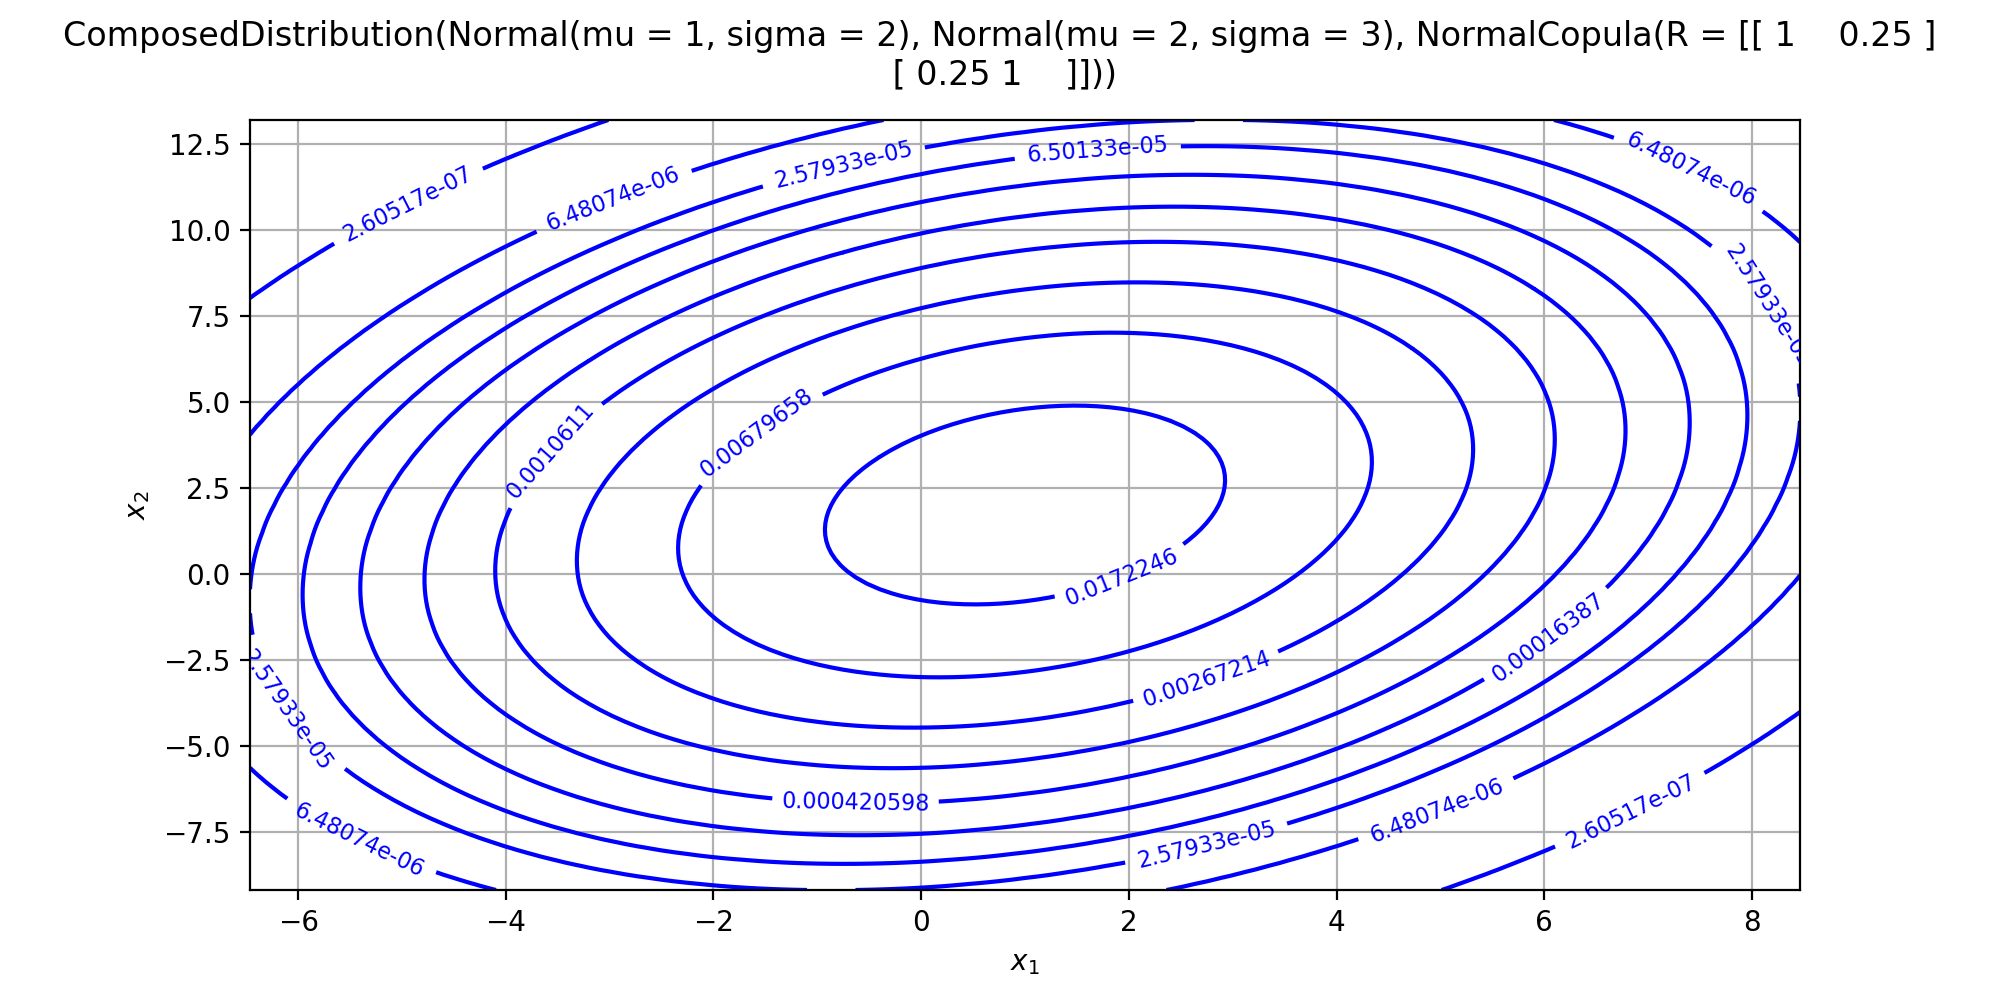 ComposedDistribution(Normal(mu = 1, sigma = 2), Normal(mu = 2, sigma = 3), NormalCopula(R = [[ 1    0.25 ]
[ 0.25 1    ]]))
12.5
10.0
7.5
5.0
2.5
0.0
−2.5
−5.0
−7.5
x₂
2.60517e-07
6.48074e-06
2.57933e-05
6.50133e-05
6.48074e-06
2.57933e-0
0.0010611
0.00679658
0.0172246
0.00267214
0.00016387
0.000420598
2.57933e-05
6.48074e-06
2.57933e-05
6.48074e-06
2.60517e-07
−6
−4
−2
0
2
4
6
8
x₁